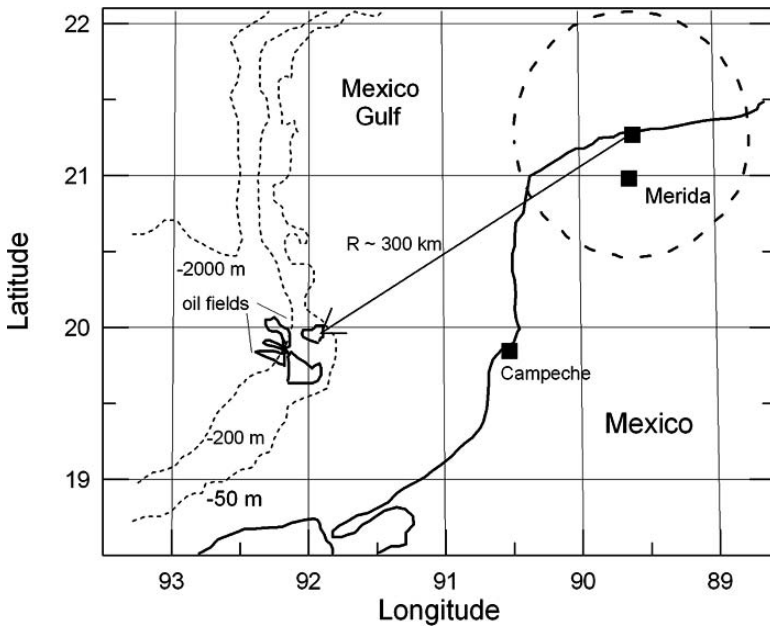 22
Mexico
Gulf
21
Merida
R ~ 300 km
-2000 m
oil fields
20
Campeche
Mexico
-200 m
19
-50 m
93 92 91 90 89
Latitude
Longitude